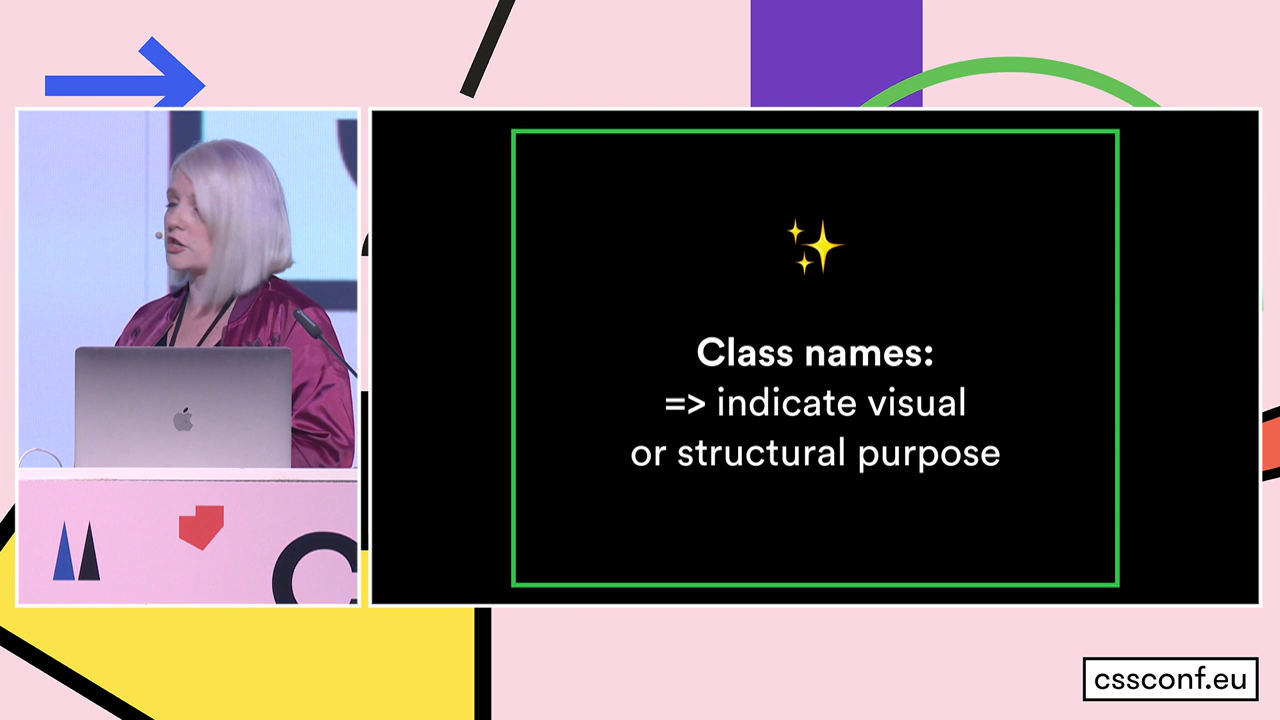 Class names:
=> indicate visual
or structural purpose
cssconf.eu